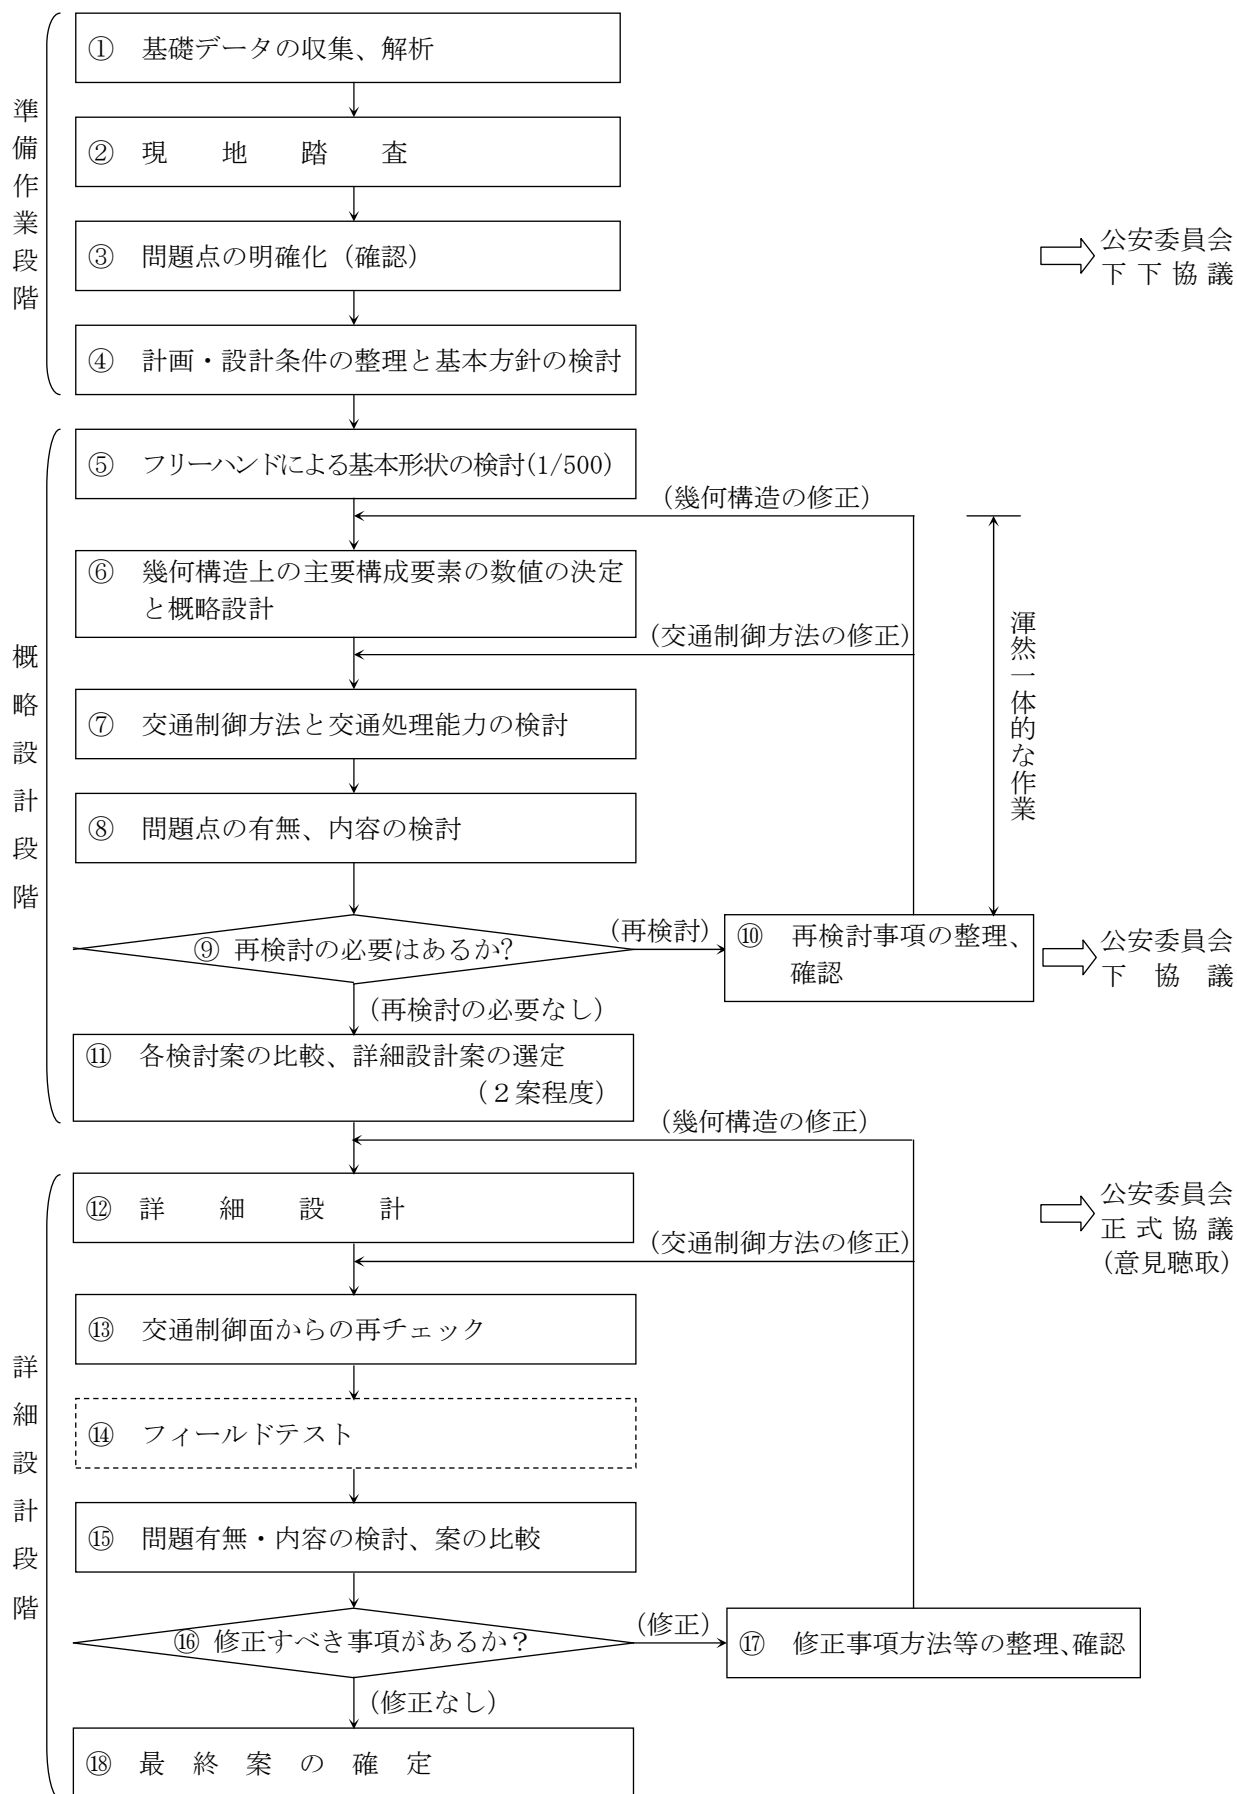 準備作業段階
① 基礎データの収集、解析
② 現地踏査
③ 問題点の明確化（確認）
公安委員会
下下協議
④ 計画・設計条件の整理と基本方針の検討
概略設計段階
⑤ フリーハンドによる基本形状の検討(1/500)
（幾何構造の修正）
⑥ 幾何構造上の主要構成要素の数値の決定
と概略設計
（交通制御方法の修正）
渾然一体的な作業
⑦ 交通制御方法と交通処理能力の検討
⑧ 問題点の有無、内容の検討
⑨ 再検討の必要はあるか?
（再検討）
⑩ 再検討事項の整理、
確認
公安委員会
下協議
（再検討の必要なし）
⑪ 各検討案の比較、詳細設計案の選定
（２案程度）
（幾何構造の修正）
詳細設計段階
⑫ 詳細設計
公安委員会
正式協議
（意見聴取）
（交通制御方法の修正）
⑬ 交通制御面からの再チェック
⑭ フィールドテスト
⑮ 問題有無・内容の検討、案の比較
⑯ 修正すべき事項があるか？
（修正）
⑰ 修正事項方法等の整理、確認
（修正なし）
⑱ 最終案の確定